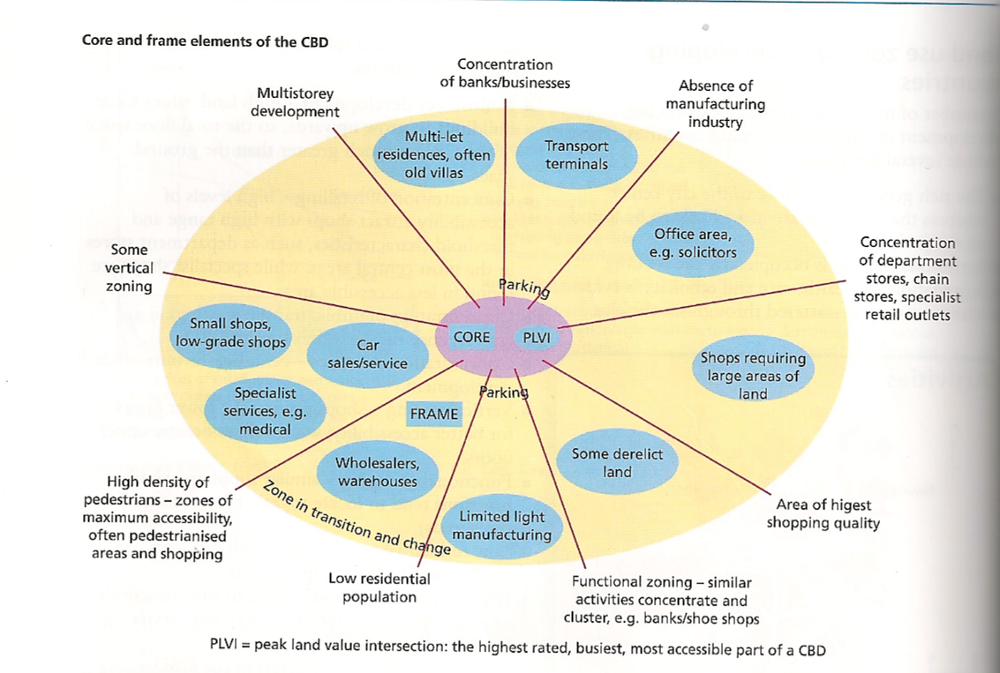 Core and frame elements of the CBD
Concentration
of banks/businesses
Multistorey
development
Absence of
manufacturing
industry
Multi-let
residences, often
old villas
Transport
terminals
Office area,
e.g. solicitors
Some
vertical
zoning
Concentration
of department
stores, chain
stores, specialist
retail outlets
Parking
Small shops,
low-grade shops
Car
sales/service
CORE
PLVI
Shops requiring
large areas of
land
Parking
Specialist
services, e.g.
medical
FRAME
Wholesalers,
warehouses
Some derelict
land
Zone in transition and change
Limited light
manufacturing
High density of
pedestrians – zones of
maximum accessibility,
often pedestrianised
areas and shopping
Area of higest
shopping quality
Low residential
population
Functional zoning – similar
activities concentrate and
cluster, e.g. banks/shoe shops
PLVI = peak land value intersection: the highest rated, busiest, most accessible part of a CBD